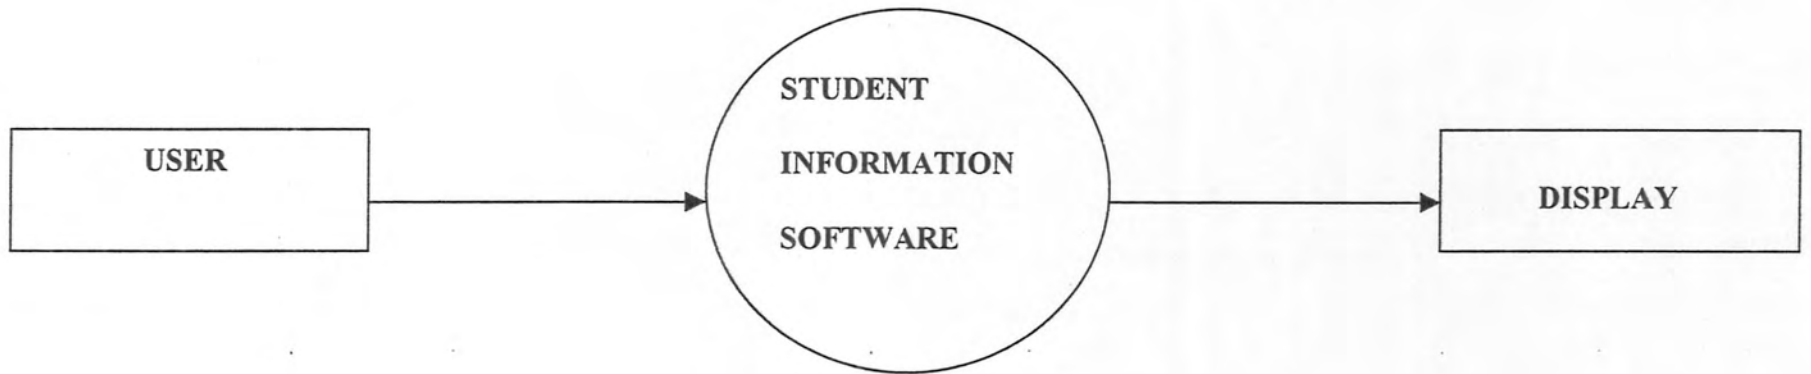 USER
STUDENT
INFORMATION
SOFTWARE
DISPLAY